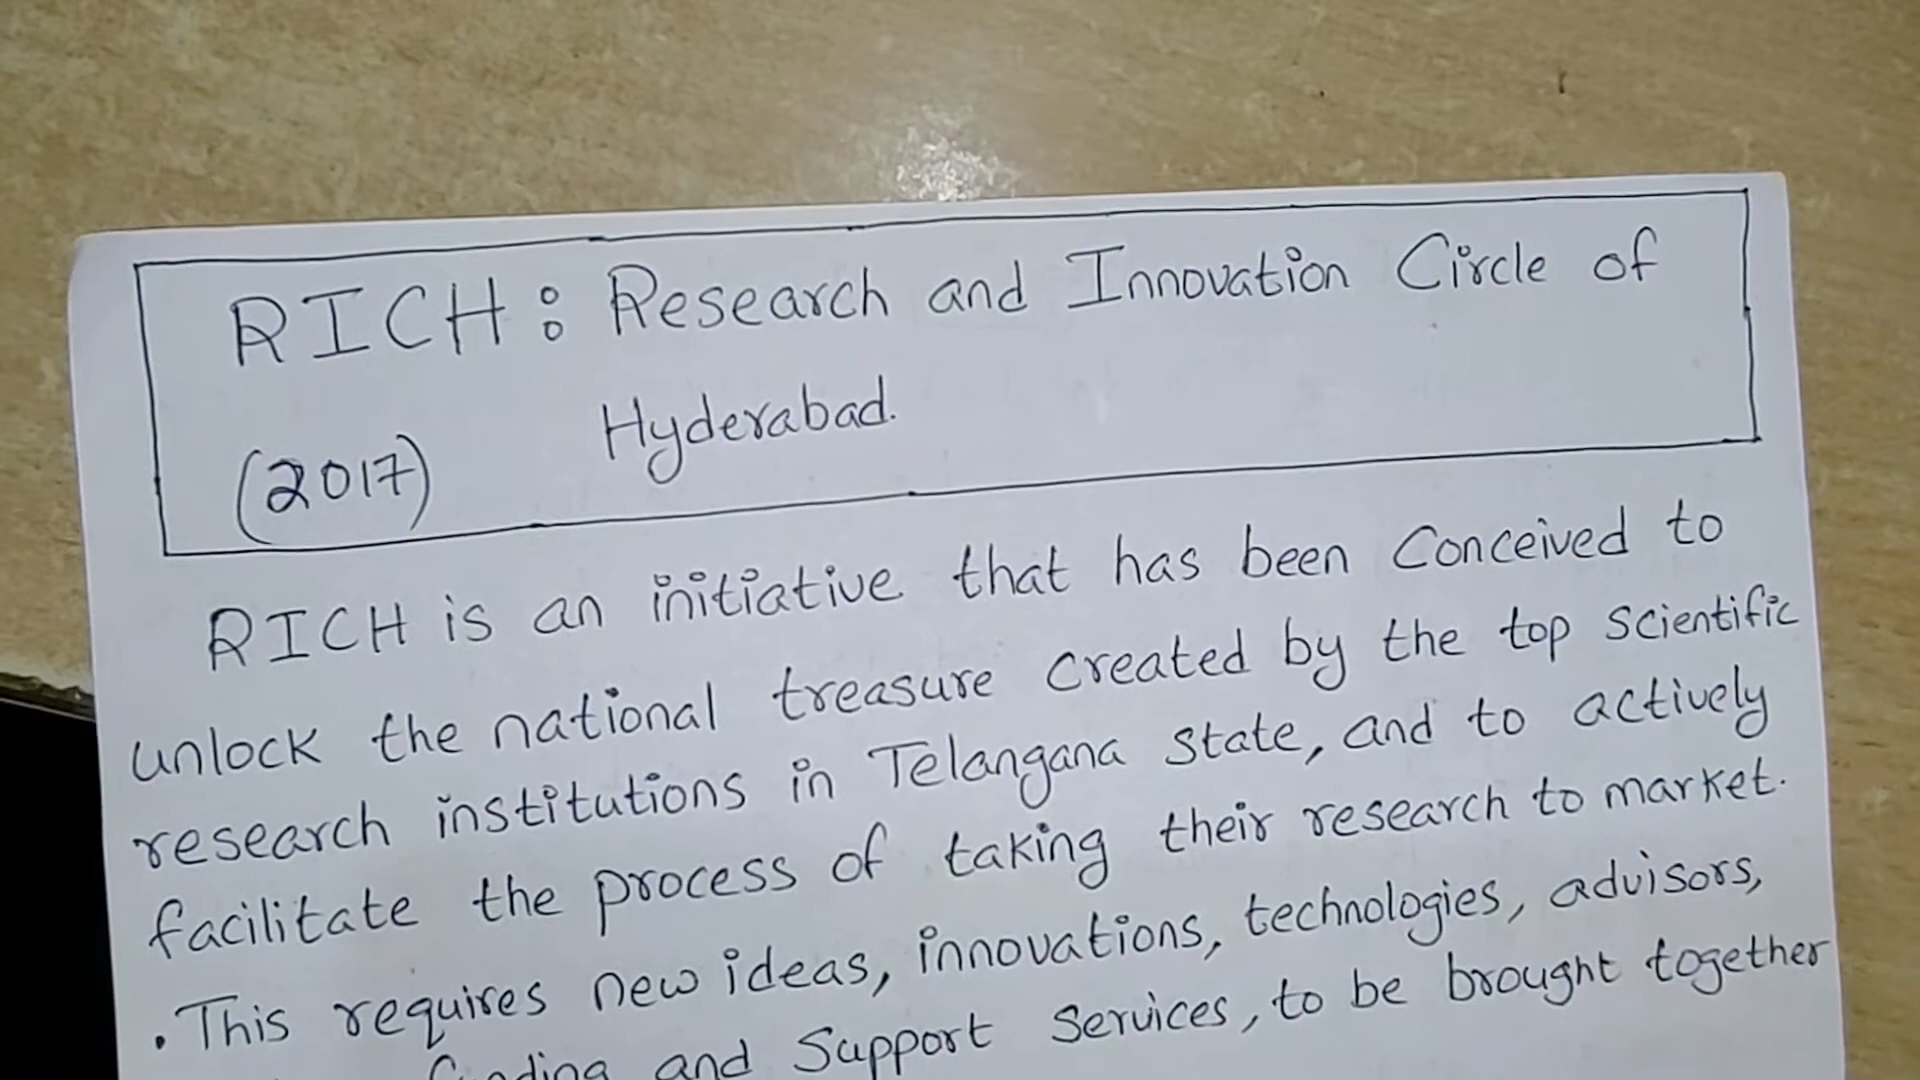 RICH: Research and Innovation Circle of
(2017) Hyderabad.
RICH is an initiative that has been Conceived to
unlock the national treasure created by the top scientific
research institutions in Telangana state, and to actively
facilitate the process of taking their research to market.
. This requires new ideas, innovations, technologies, advisors,
funding and Support Services, to be brought together